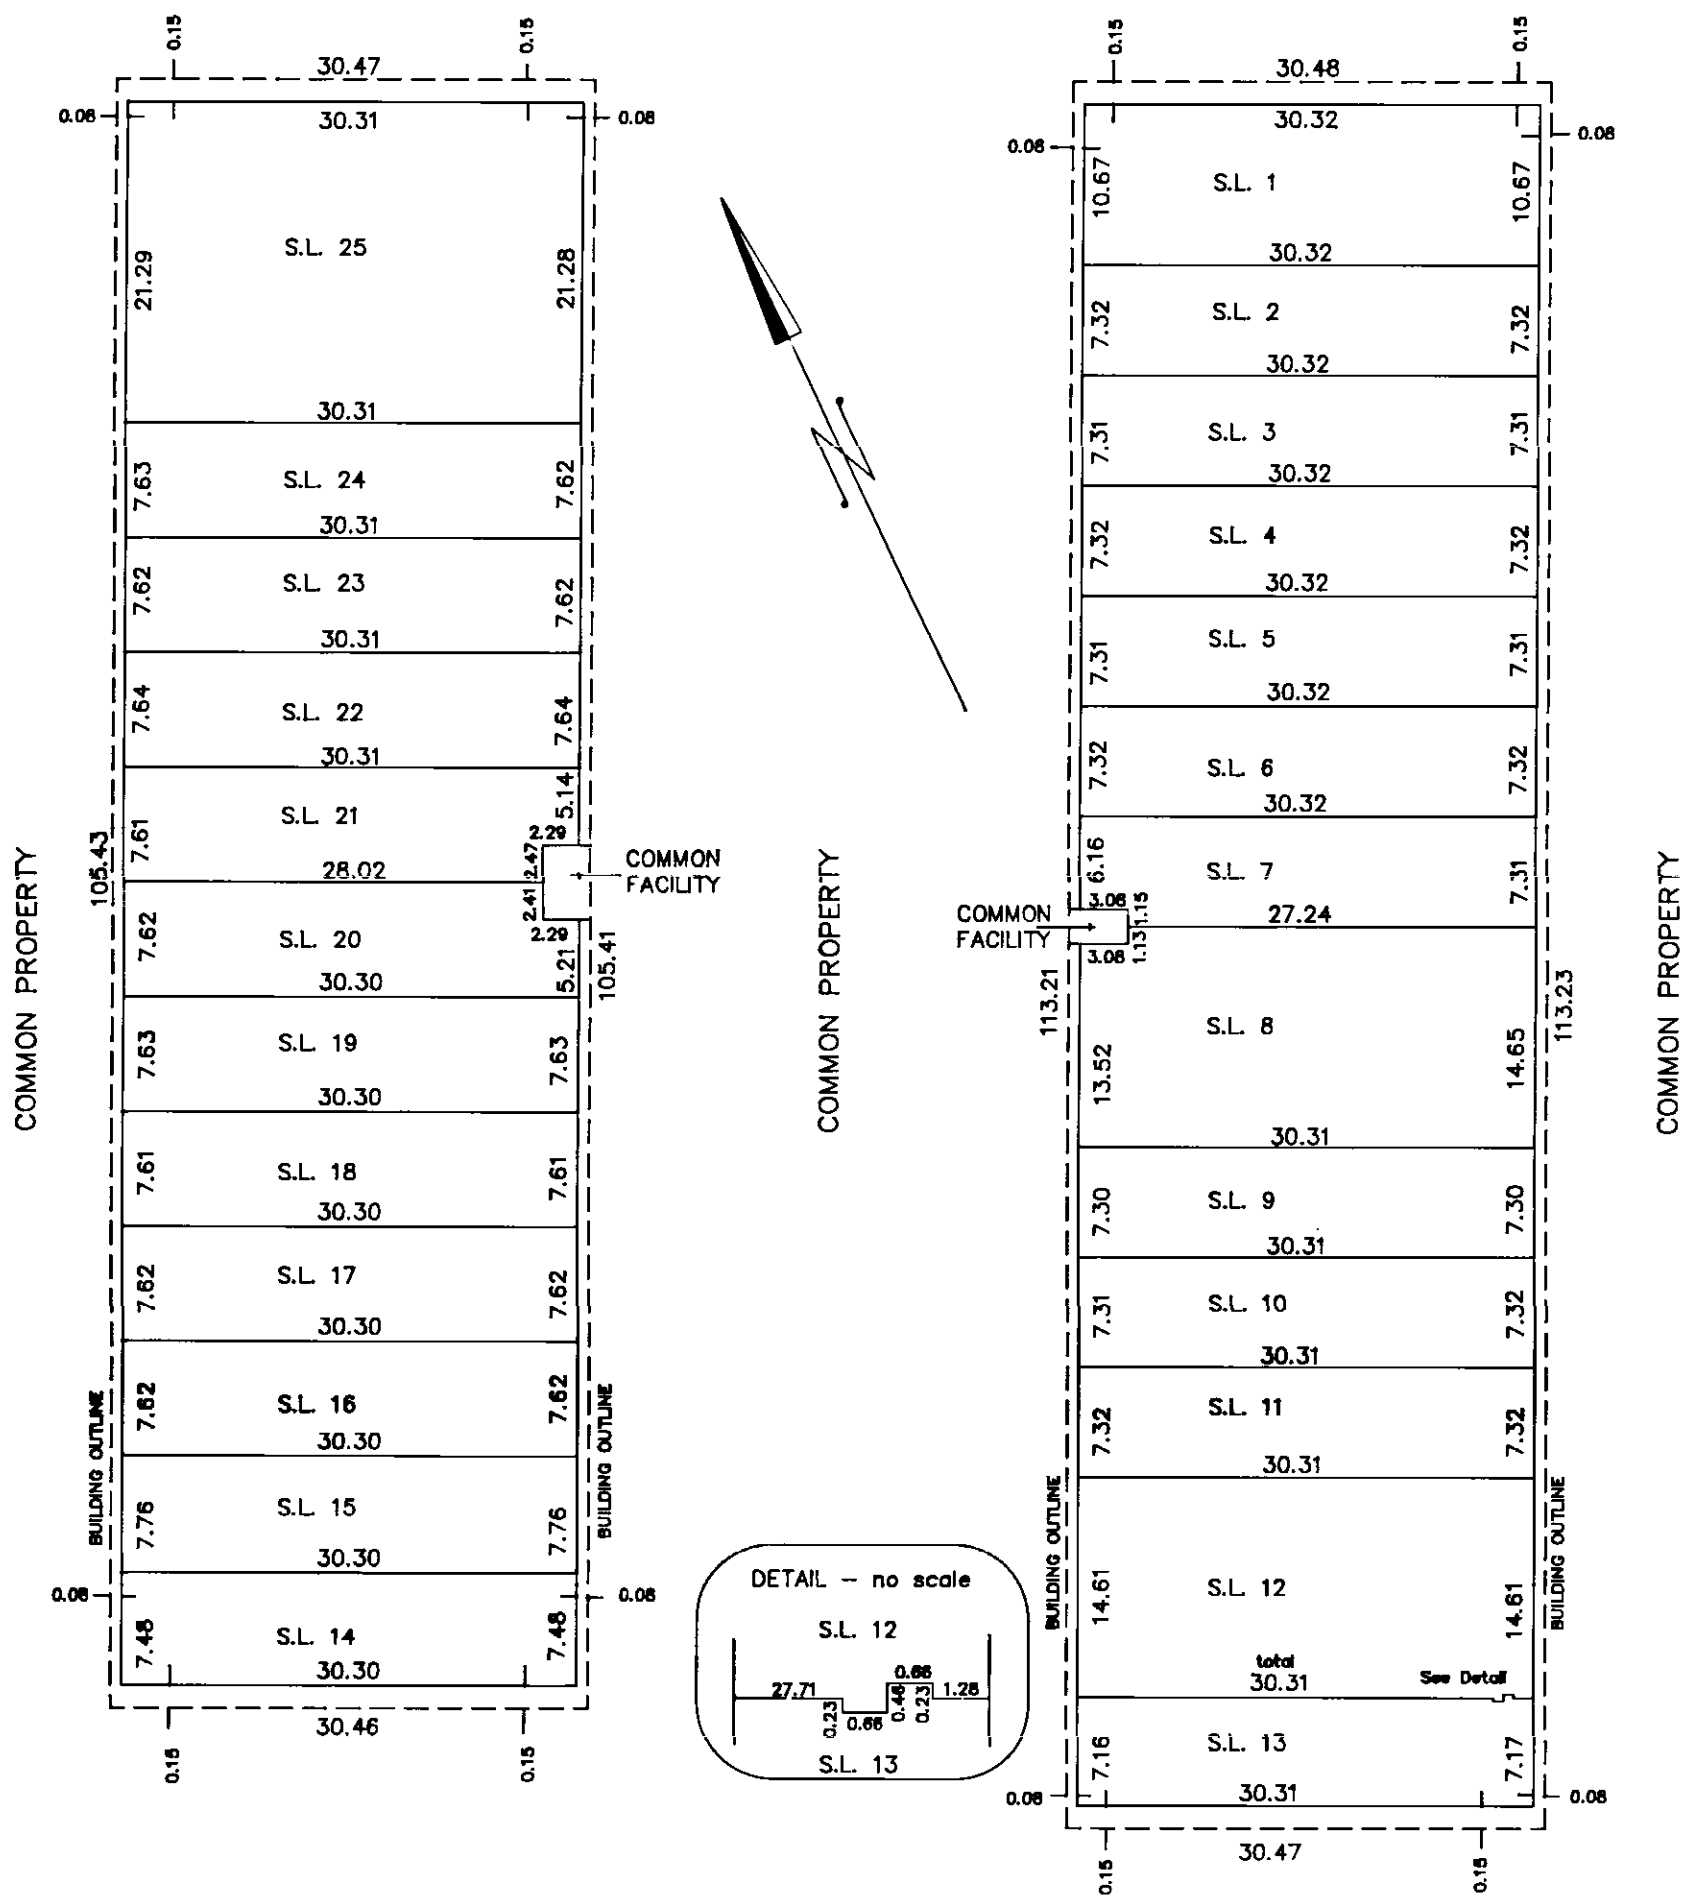 0.15
0.15
30.47
0.08
0.08
30.31
S.L. 25
21.29
21.28
30.31
7.63
S.L. 24
7.62
30.31
7.62
S.L. 23
7.62
30.31
7.64
S.L. 22
7.64
30.31
7.61
S.L. 21
5.14
2.29
2.47
28.02
COMMON
FACILITY
2.41
2.29
7.62
S.L. 20
5.21
30.30
105.43
105.41
COMMON PROPERTY
7.63
S.L. 19
7.63
30.30
7.61
S.L. 18
7.61
30.30
7.62
S.L. 17
7.62
30.30
7.62
S.L. 16
7.62
30.30
BUILDING OUTLINE
BUILDING OUTLINE
7.76
S.L. 15
7.76
30.30
0.08
0.08
7.48
S.L. 14
7.48
30.30
30.46
0.15
0.15
COMMON PROPERTY
DETAIL – no scale
S.L. 12
27.71
0.23
0.66
0.46
0.66
0.23
1.28
S.L. 13
0.15
0.15
30.48
0.08
0.08
30.32
10.67
S.L. 1
10.67
30.32
7.32
S.L. 2
7.32
30.32
7.31
S.L. 3
7.31
30.32
7.32
S.L. 4
7.32
30.32
7.31
S.L. 5
7.31
30.32
7.32
S.L. 6
7.32
30.32
6.16
S.L. 7
7.31
3.08
1.15
27.24
COMMON
FACILITY
3.08
1.13
113.21
113.23
COMMON PROPERTY
S.L. 8
13.52
14.65
30.31
7.30
S.L. 9
7.30
30.31
7.31
S.L. 10
7.32
30.31
7.32
S.L. 11
7.32
30.31
BUILDING OUTLINE
BUILDING OUTLINE
14.61
S.L. 12
14.61
total
30.31
See Detail
7.16
S.L. 13
7.17
30.31
0.08
0.08
30.47
0.15
0.15